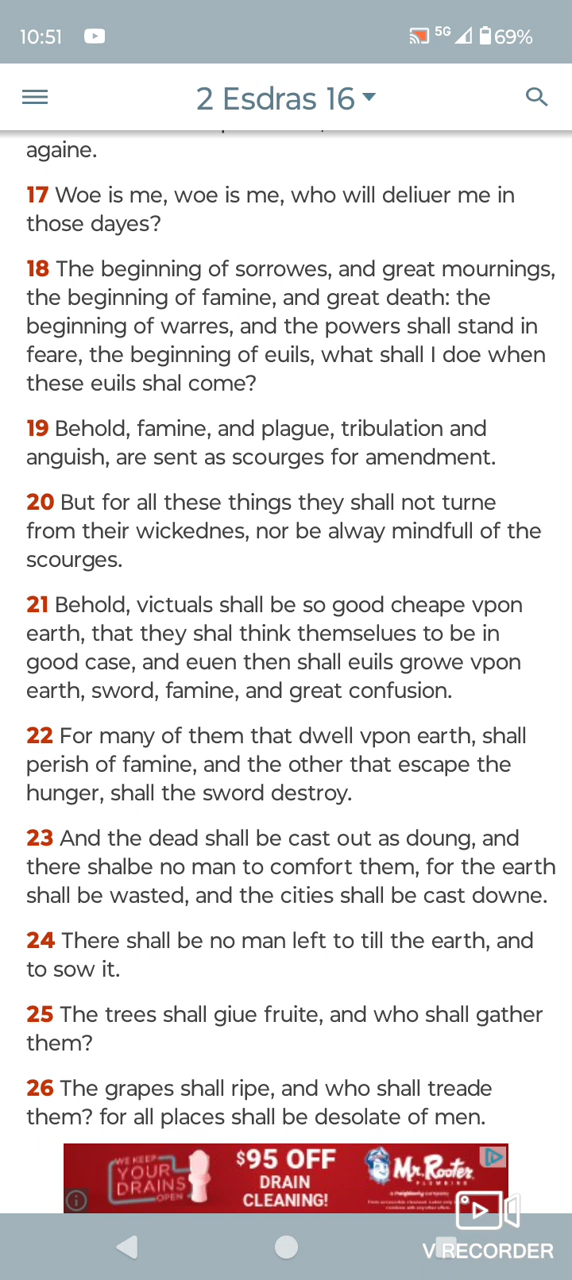 10:51
5G
69%
2 Esdras 16
againe.
17 Woe is me, woe is me, who will deliuer me in
those dayes?
18 The beginning of sorrowes, and great mournings,
the beginning of famine, and great death: the
beginning of warres, and the powers shall stand in
feare, the beginning of euils, what shall I doe when
these euils shal come?
19 Behold, famine, and plague, tribulation and
anguish, are sent as scourges for amendment.
20 But for all these things they shall not turne
from their wickednes, nor be alway mindfull of the
scourges.
21 Behold, victuals shall be so good cheape vpon
earth, that they shal think themselues to be in
good case, and euen then shall euils growe vpon
earth, sword, famine, and great confusion.
22 For many of them that dwell vpon earth, shall
perish of famine, and the other that escape the
hunger, shall the sword destroy.
23 And the dead shall be cast out as doung, and
there shalbe no man to comfort them, for the earth
shall be wasted, and the cities shall be cast downe.
24 There shall be no man left to till the earth, and
to sow it.
25 The trees shall giue fruite, and who shall gather
them?
26 The grapes shall ripe, and who shall treade
them? for all places shall be desolate of men.
WE KEEP
YOUR
DRAINS
OPEN
$95 OFF
DRAIN
CLEANING!
Mr. Rooter
PLUMBING
a neighborly company
V RECORDER